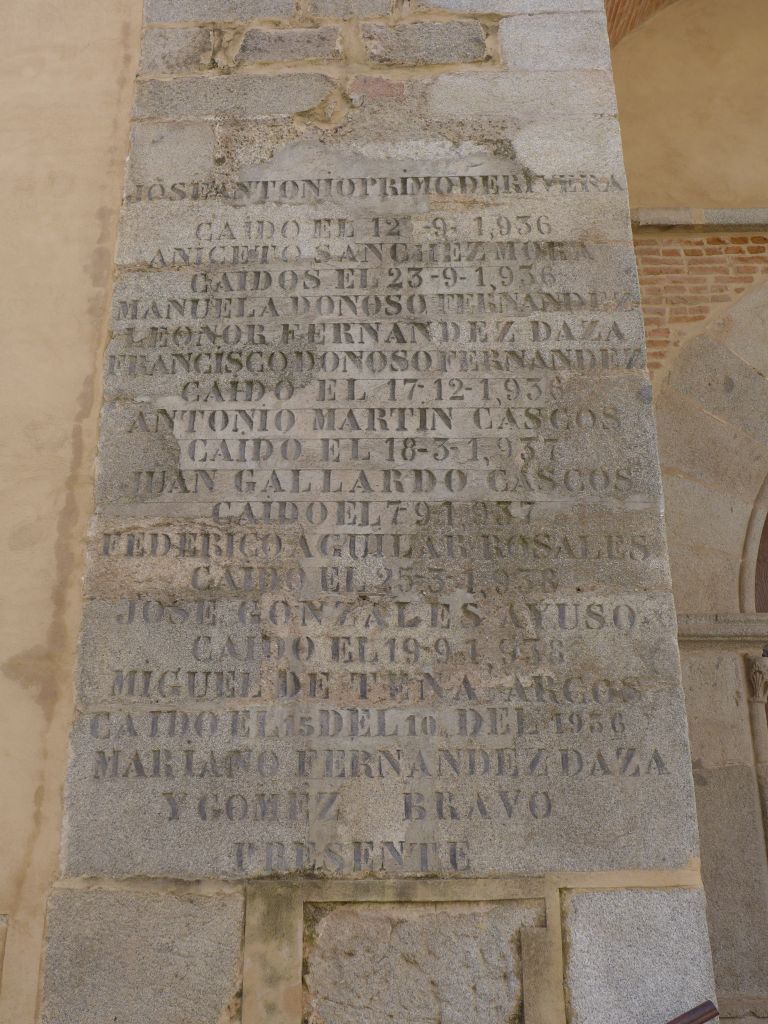 JOSE ANTONIO PRIMO DE RIVERA
CAIDO EL 12 -9- 1,936
ANICETO SANCHEZ MORA
CAIDOS EL 23-9-1,936
MANUELA DONOSO FERNANDEZ
LEONOR FERNANDEZ DAZA
FRANCISCO DONOSO FERNANDEZ
CAIDO EL 17-12-1,936
ANTONIO MARTIN CASCOS
CAIDO EL 18-3-1,937
JUAN GALLARDO CASCOS
CAIDO EL 7 9 1,937
FEDERICO AGUILAR ROSALES
CAIDO EL 25-3-1,938
JOSE GONZALES AYUSO
CAIDO EL 19-9-1,938
MIGUEL DE TENA ARGOS
CAIDO EL 15 DEL 10 DEL 1936
MARIANO FERNANDEZ DAZA
Y GOMEZ BRAVO
PRESENTE